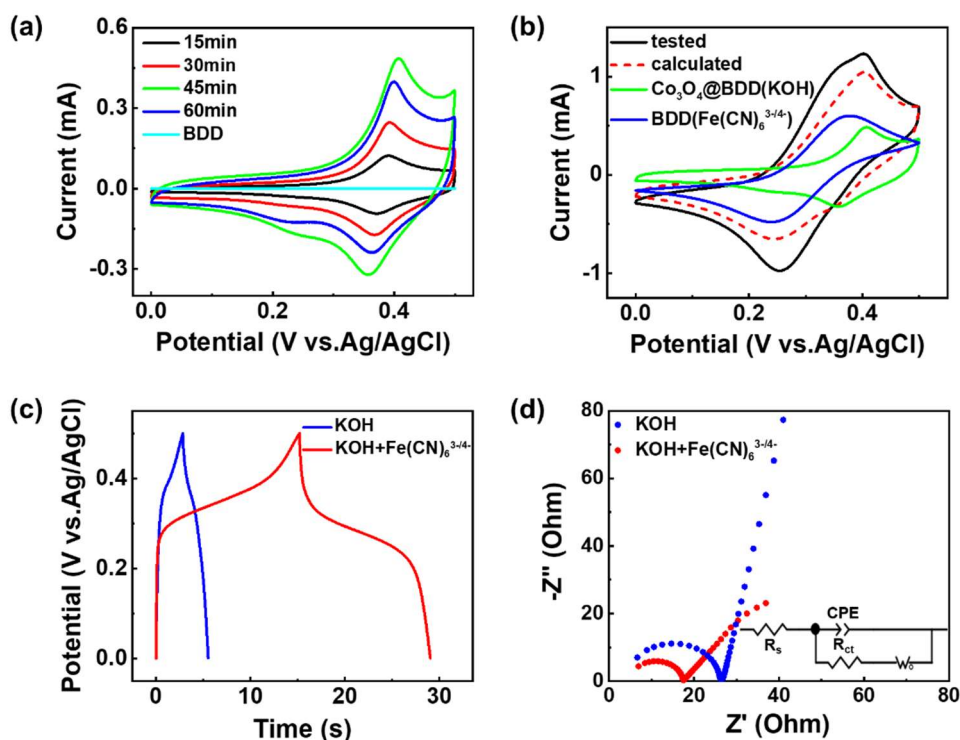 (a)
0.6
0.3
0.0
-0.3
Current (mA)
15min
30min
45min
60min
BDD
0.0
0.4
Potential (V vs.Ag/AgCl)
(b)
1
0
-1
Current (mA)
tested
calculated
Co₃O₄@BDD(KOH)
BDD(Fe(CN)₆³⁻/⁴⁻)
0.0
0.4
Potential (V vs.Ag/AgCl)
(c)
0.4
0.2
0.0
Potential (V vs.Ag/AgCl)
KOH
KOH+Fe(CN)₆³⁻/⁴⁻
0
10
20
30
Time (s)
(d)
80
60
40
20
0
-Z'' (Ohm)
KOH
KOH+Fe(CN)₆³⁻/⁴⁻
CPE
Rs
Rct
Wo
0
20
40
60
80
Z' (Ohm)